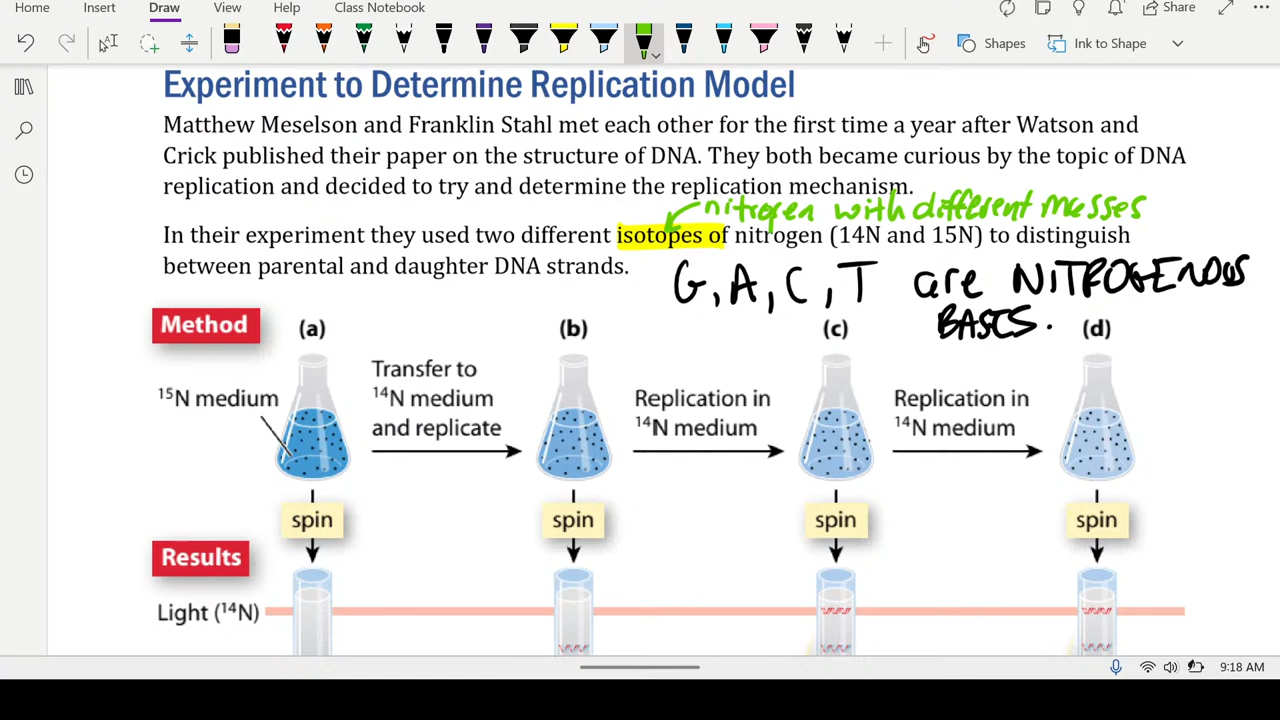 Home Insert Draw View Help Class Notebook Share
Shapes Ink to Shape
Experiment to Determine Replication Model
Matthew Meselson and Franklin Stahl met each other for the first time a year after Watson and
Crick published their paper on the structure of DNA. They both became curious by the topic of DNA
replication and decided to try and determine the replication mechanism.
nitrogen with different masses
In their experiment they used two different isotopes of nitrogen (14N and 15N) to distinguish
between parental and daughter DNA strands.
G, A, C, T are NITROGENOUS
BASES.
Method (a) (b) (c) (d)
15N medium
Transfer to
14N medium
and replicate
Replication in
14N medium
Replication in
14N medium
spin spin spin spin
Results
Light (14N)
9:18 AM